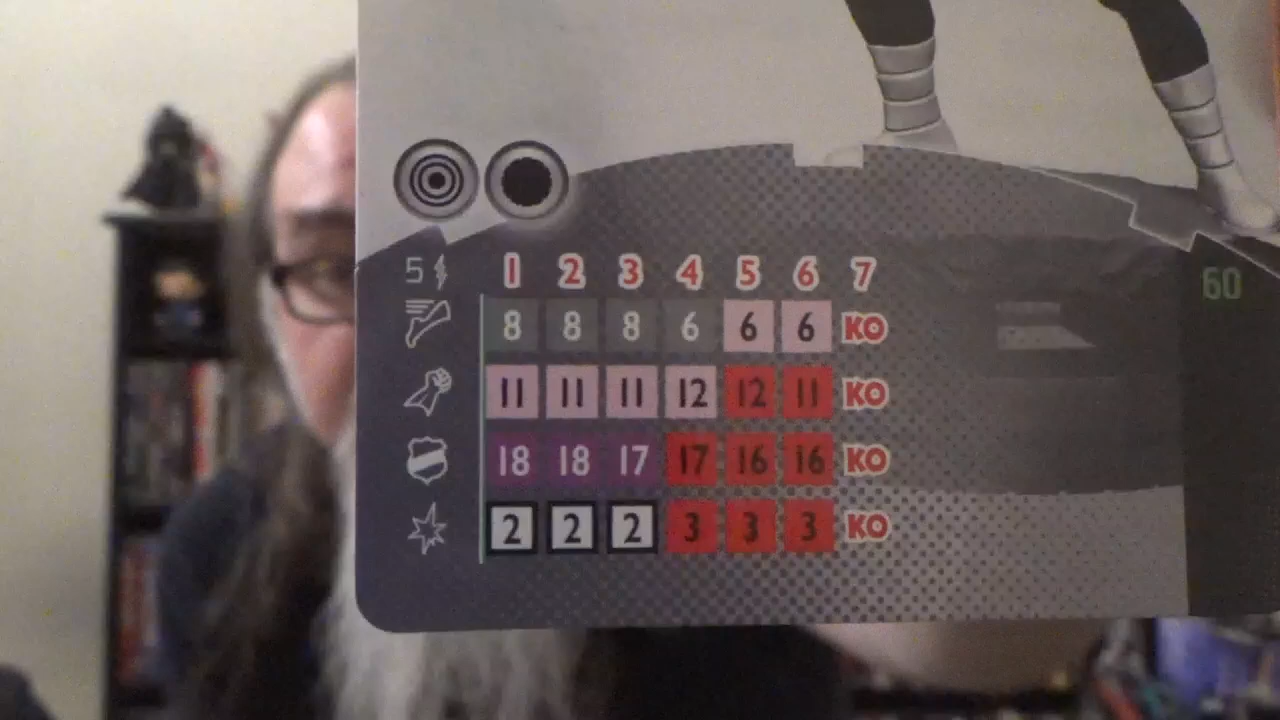 5 1 2 3 4 5 6 7 60
8 8 8 6 6 6 KO
11 11 11 12 12 11 KO
18 18 17 17 16 16 KO
2 2 2 3 3 3 KO